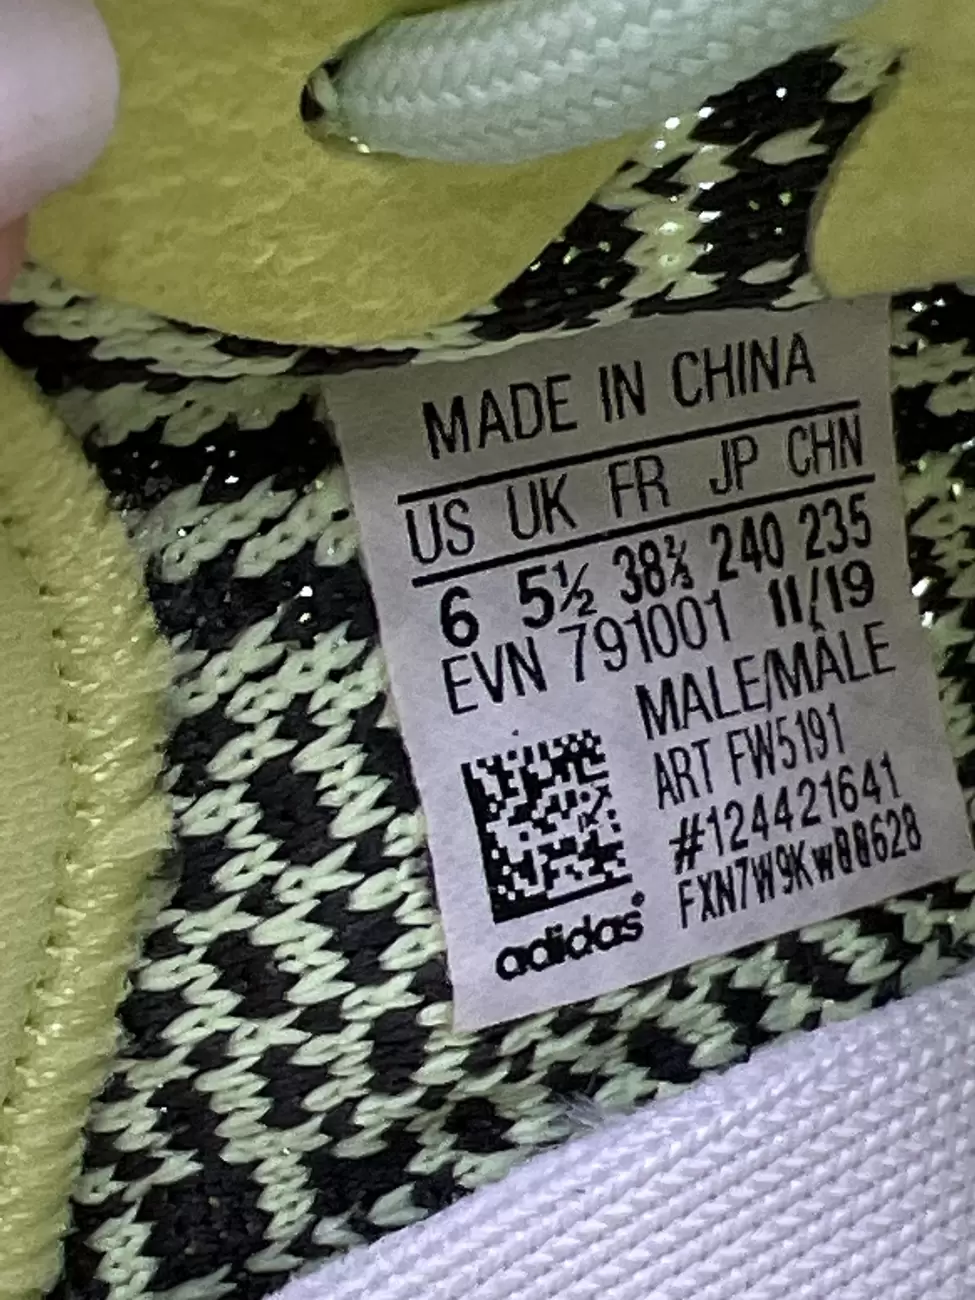 MADE IN CHINA
US UK FR JP CHN
6 5½ 38⅔ 240 235
EVN 791001 11/19
MALE/MÂLE
ART FW5191
#124421641
FXN7W9KW08628
adidas®